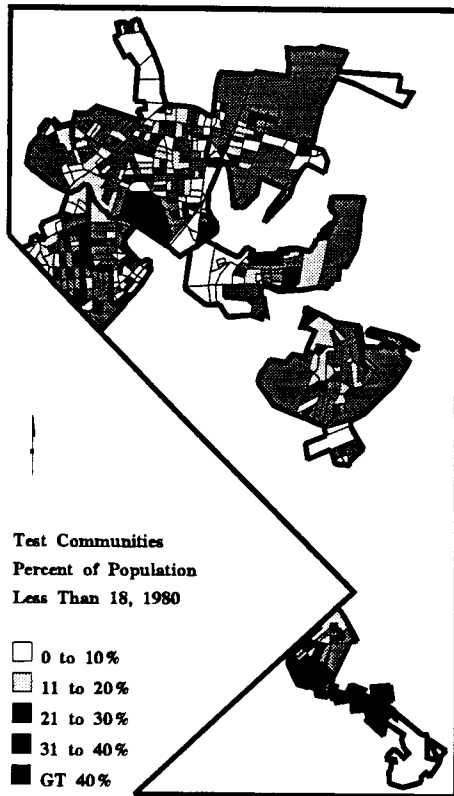 Test Communities
Percent of Population
Less Than 18, 1980
0 to 10%
11 to 20%
21 to 30%
31 to 40%
GT 40%